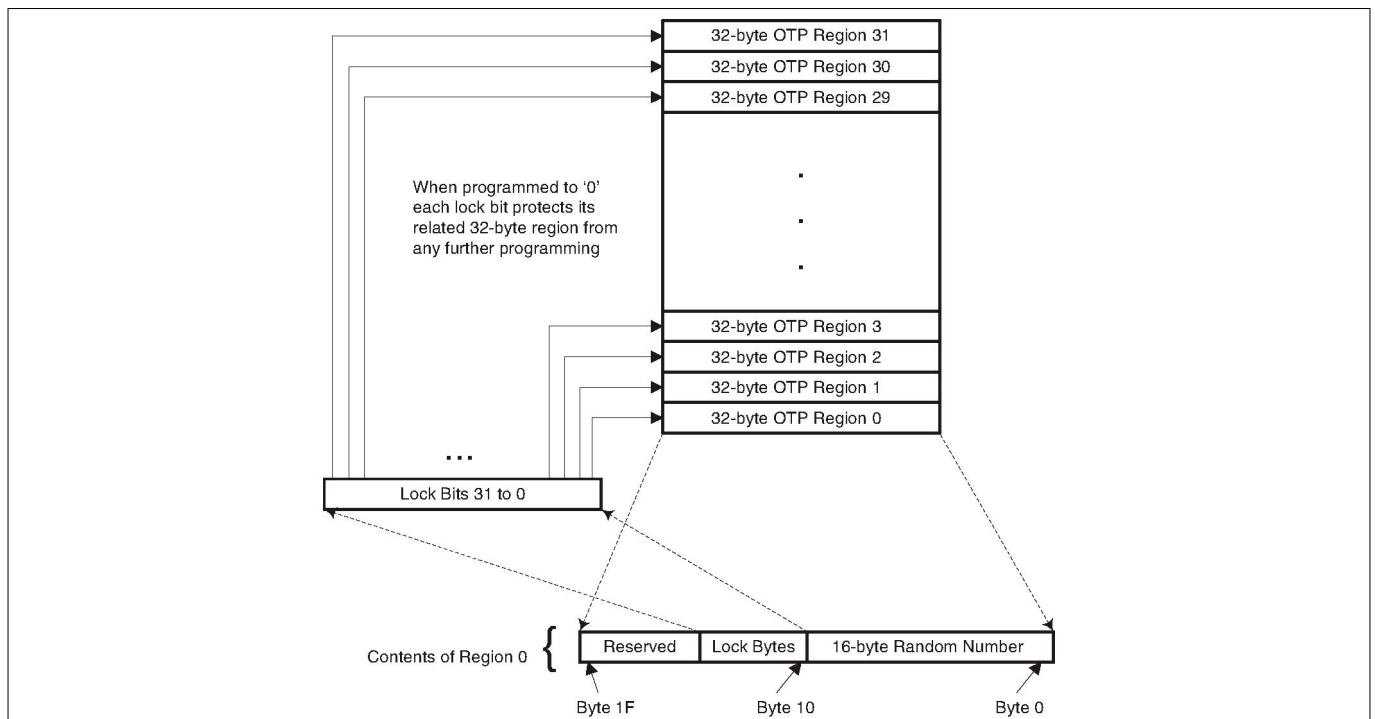 32-byte OTP Region 31
32-byte OTP Region 30
32-byte OTP Region 29
When programmed to ‘0’
each lock bit protects its
related 32-byte region from
any further programming
.
.
.
32-byte OTP Region 3
32-byte OTP Region 2
32-byte OTP Region 1
32-byte OTP Region 0
...
Lock Bits 31 to 0
Contents of Region 0 {
Reserved
Lock Bytes
16-byte Random Number
Byte 1F
Byte 10
Byte 0